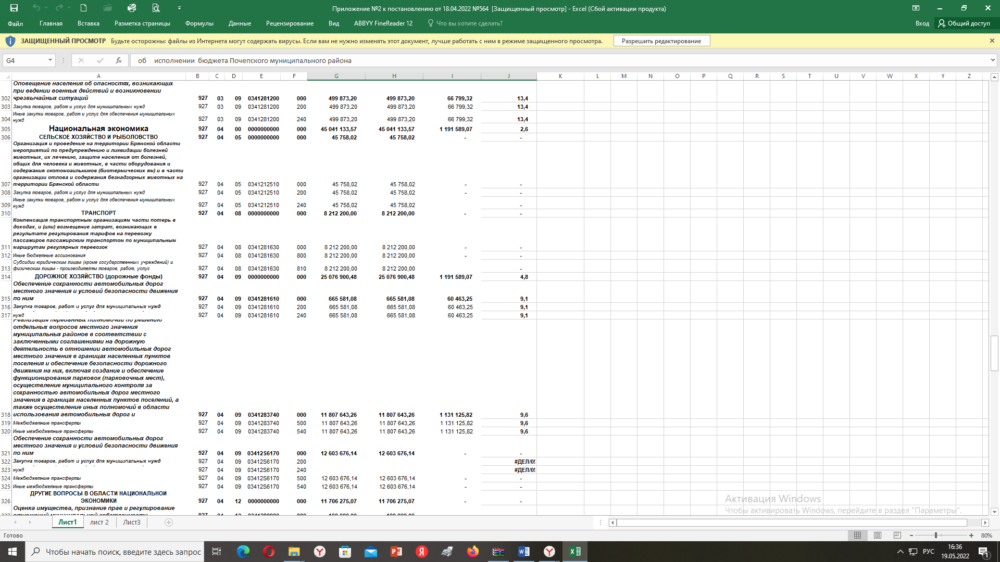 Приложение №2 к постановлению от 18.04.2022 №564 [Защищенный просмотр] - Excel (Сбой активации продукта)
Файл Главная Вставка Разметка страницы Формулы Данные Рецензирование Вид ABBYY FineReader 12 Что вы хотите сделать? Вход Общий доступ
ЗАЩИЩЕННЫЙ ПРОСМОТР Будьте осторожны: файлы из Интернета могут содержать вирусы. Если вам не нужно изменять этот документ, лучше работать с ним в режиме защищенного просмотра. Разрешить редактирование
G4 fx об исполнении бюджета Почепского муниципального района
A B C D E F G H I J K L M N O P Q R S T U V W X Y Z
Оповещение населения об опасностях, возникающих
при ведении военных действий и возникновении
302 чрезвычайных ситуаций 927 03 09 0341281200 000 499 873,20 499 873,20 66 799,32 13,4
303 Закупка товаров, работ и услуг для муниципальных нужд 927 03 09 0341281200 200 499 873,20 499 873,20 66 799,32 13,4
Иные закупки товаров, работ и услуг для обеспечения муниципальных
304 нужд 927 03 09 0341281200 240 499 873,20 499 873,20 66 799,32 13,4
305 Национальная экономика 927 04 00 0000000000 000 45 041 133,57 45 041 133,57 1 191 589,07 2,6
306 СЕЛЬСКОЕ ХОЗЯЙСТВО И РЫБОЛОВСТВО 927 04 05 0000000000 000 45 758,02 45 758,02 - -
Организация и проведение на территории Брянской области
мероприятий по предупреждению и ликвидации болезней
животных, их лечению, защите населения от болезней,
общих для человека и животных, в части оборудования и
содержания скотомогильников (биотермических ям) и в части
организации отлова и содержания безнадзорных животных на
307 территории Брянской области 927 04 05 0341212510 000 45 758,02 45 758,02 - -
308 Закупка товаров, работ и услуг для муниципальных нужд 927 04 05 0341212510 200 45 758,02 45 758,02 - -
Иные закупки товаров, работ и услуг для обеспечения муниципальных
309 нужд 927 04 05 0341212510 240 45 758,02 45 758,02 -
310 ТРАНСПОРТ 927 04 08 0000000000 000 8 212 200,00 8 212 200,00 - -
Компенсация транспортным организациям части потерь в
доходах, и (или) возмещение затрат, возникающих в
результате регулирования тарифов на перевозку
пассажиров пассажирским транспортом по муниципальным
311 маршрутам регулярных перевозок 927 04 08 0341281630 000 8 212 200,00 8 212 200,00 - -
312 Иные бюджетные ассигнования 927 04 08 0341281630 800 8 212 200,00 8 212 200,00 - -
Субсидии юридическим лицам (кроме государственных учреждений) и
313 физическим лицам - производителям товаров, работ, услуг 927 04 08 0341281630 810 8 212 200,00 8 212 200,00 -
314 ДОРОЖНОЕ ХОЗЯЙСТВО (дорожные фонды) 927 04 09 0000000000 000 25 076 900,48 25 076 900,48 1 191 589,07 4,8
Обеспечение сохранности автомобильных дорог
местного значения и условий безопасности движения
315 по ним 927 04 09 0341281610 000 665 581,08 665 581,08 60 463,25 9,1
316 Закупка товаров, работ и услуг для муниципальных нужд 927 04 09 0341281610 200 665 581,08 665 581,08 60 463,25 9,1
317 нужд 927 04 09 0341281610 240 665 581,08 665 581,08 60 463,25 9,1
Реализация переданных полномочий по решению
отдельных вопросов местного значения
муниципальных районов в соответствии с
заключенными соглашениями на дорожную
деятельность в отношении автомобильных дорог
местного значения в границах населенных пунктов
поселения и обеспечение безопасности дорожного
движения на них, включая создание и обеспечение
функционирования парковок (парковочных мест),
осуществление муниципального контроля за
сохранностью автомобильных дорог местного
значения в границах населенных пунктов поселений, а
также осуществление иных полномочий в области
318 использования автомобильных дорог и 927 04 09 0341283740 000 11 807 643,26 11 807 643,26 1 131 125,82 9,6
319 Межбюджетные трансферты 927 04 09 0341283740 500 11 807 643,26 11 807 643,26 1 131 125,82 9,6
320 Иные межбюджетные трансферты 927 04 09 0341283740 540 11 807 643,26 11 807 643,26 1 131 125,82 9,6
Обеспечение сохранности автомобильных дорог
местного значения и условий безопасности движения
321 по ним 927 04 09 03412S6170 000 12 603 676,14 12 603 676,14 - -
322 Закупка товаров, работ и услуг для муниципальных нужд 927 04 09 03412S6170 200 #ДЕЛ/0!
323 нужд 927 04 09 03412S6170 240 #ДЕЛ/0!
324 Межбюджетные трансферты 927 04 09 03412S6170 500 12 603 676,14 12 603 676,14 - -
325 Иные межбюджетные трансферты 927 04 09 03412S6170 540 12 603 676,14 12 603 676,14 - -
ДРУГИЕ ВОПРОСЫ В ОБЛАСТИ НАЦИОНАЛЬНОЙ
326 ЭКОНОМИКИ 927 04 12 0000000000 000 11 706 275,07 11 706 275,07 - -
Оценка имущества, признание прав и регулирование
Активация Windows
Чтобы активировать Windows, перейдите в раздел "Параметры".
Лист1 лист 2 Лист3
Готово 80%
Чтобы начать поиск, введите здесь запрос РУС 16:36
19.05.2022 1